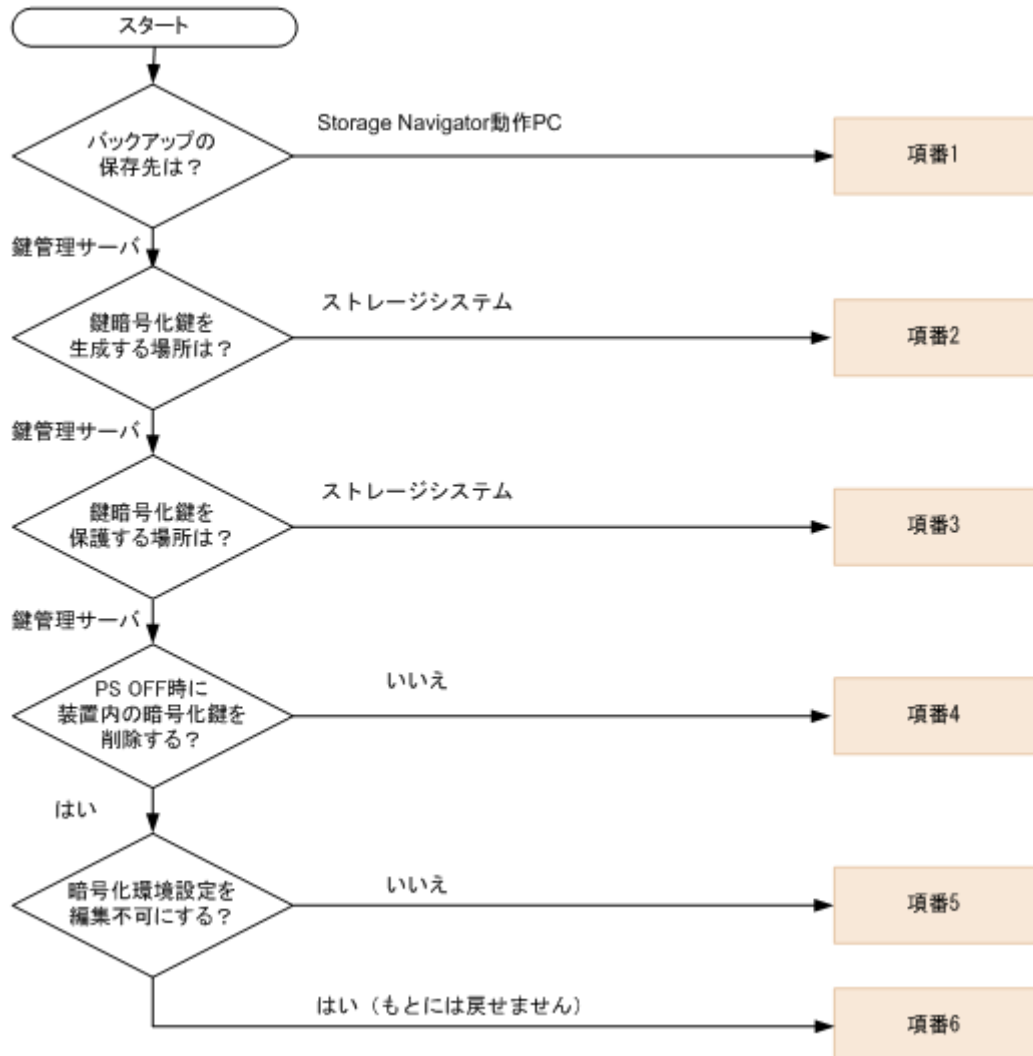 スタート
バックアップの
保存先は？
Storage Navigator動作PC
項番1
鍵管理サーバ
鍵暗号化鍵を
生成する場所は？
ストレージシステム
項番2
鍵管理サーバ
鍵暗号化鍵を
保護する場所は？
ストレージシステム
項番3
鍵管理サーバ
PS OFF時に
装置内の暗号化鍵を
削除する？
いいえ
項番4
はい
暗号化環境設定を
編集不可にする？
いいえ
項番5
はい（もとには戻せません）
項番6